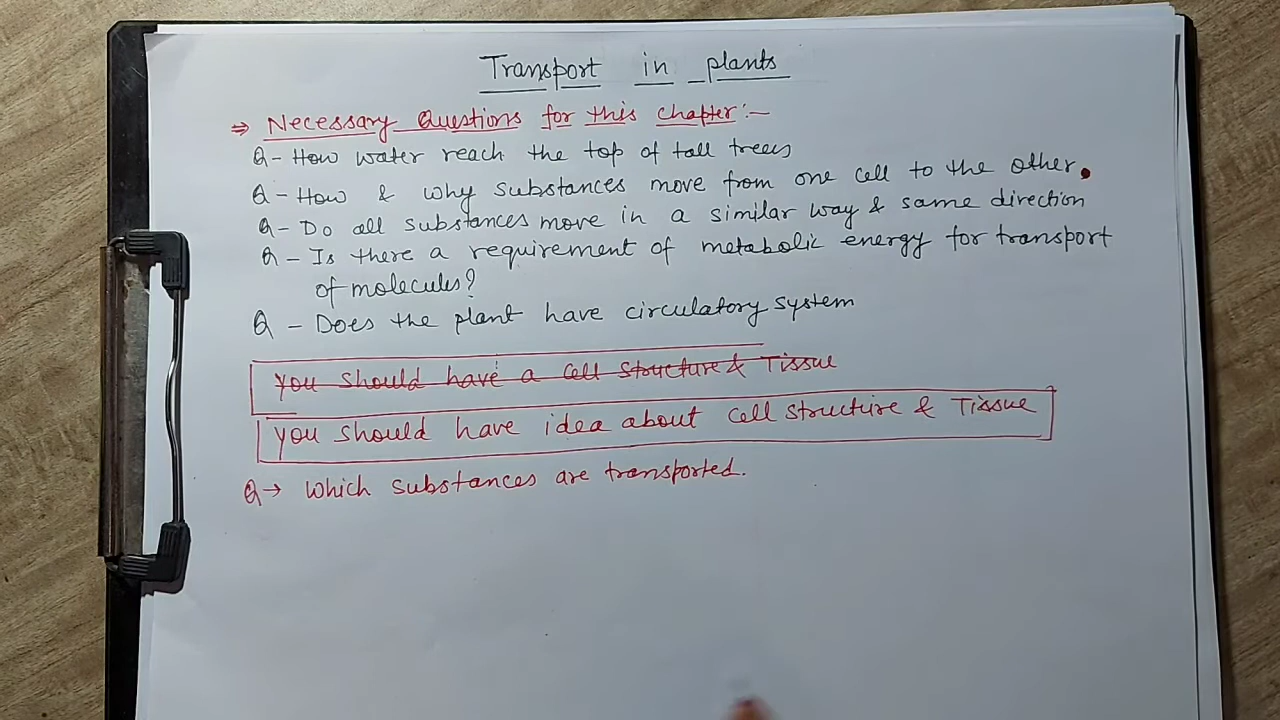 Transport in plants
⇒ Necessary Questions for this chapter:-
Q - How water reach the top of tall trees
Q - How & why substances move from one cell to the other.
Q - Do all substances move in a similar way & same direction
Q - Is there a requirement of metabolic energy for transport
of molecules?
Q - Does the plant have circulatory system
You should have a cell structure & Tissue
You should have idea about cell structure & Tissue
Q → Which substances are transported.